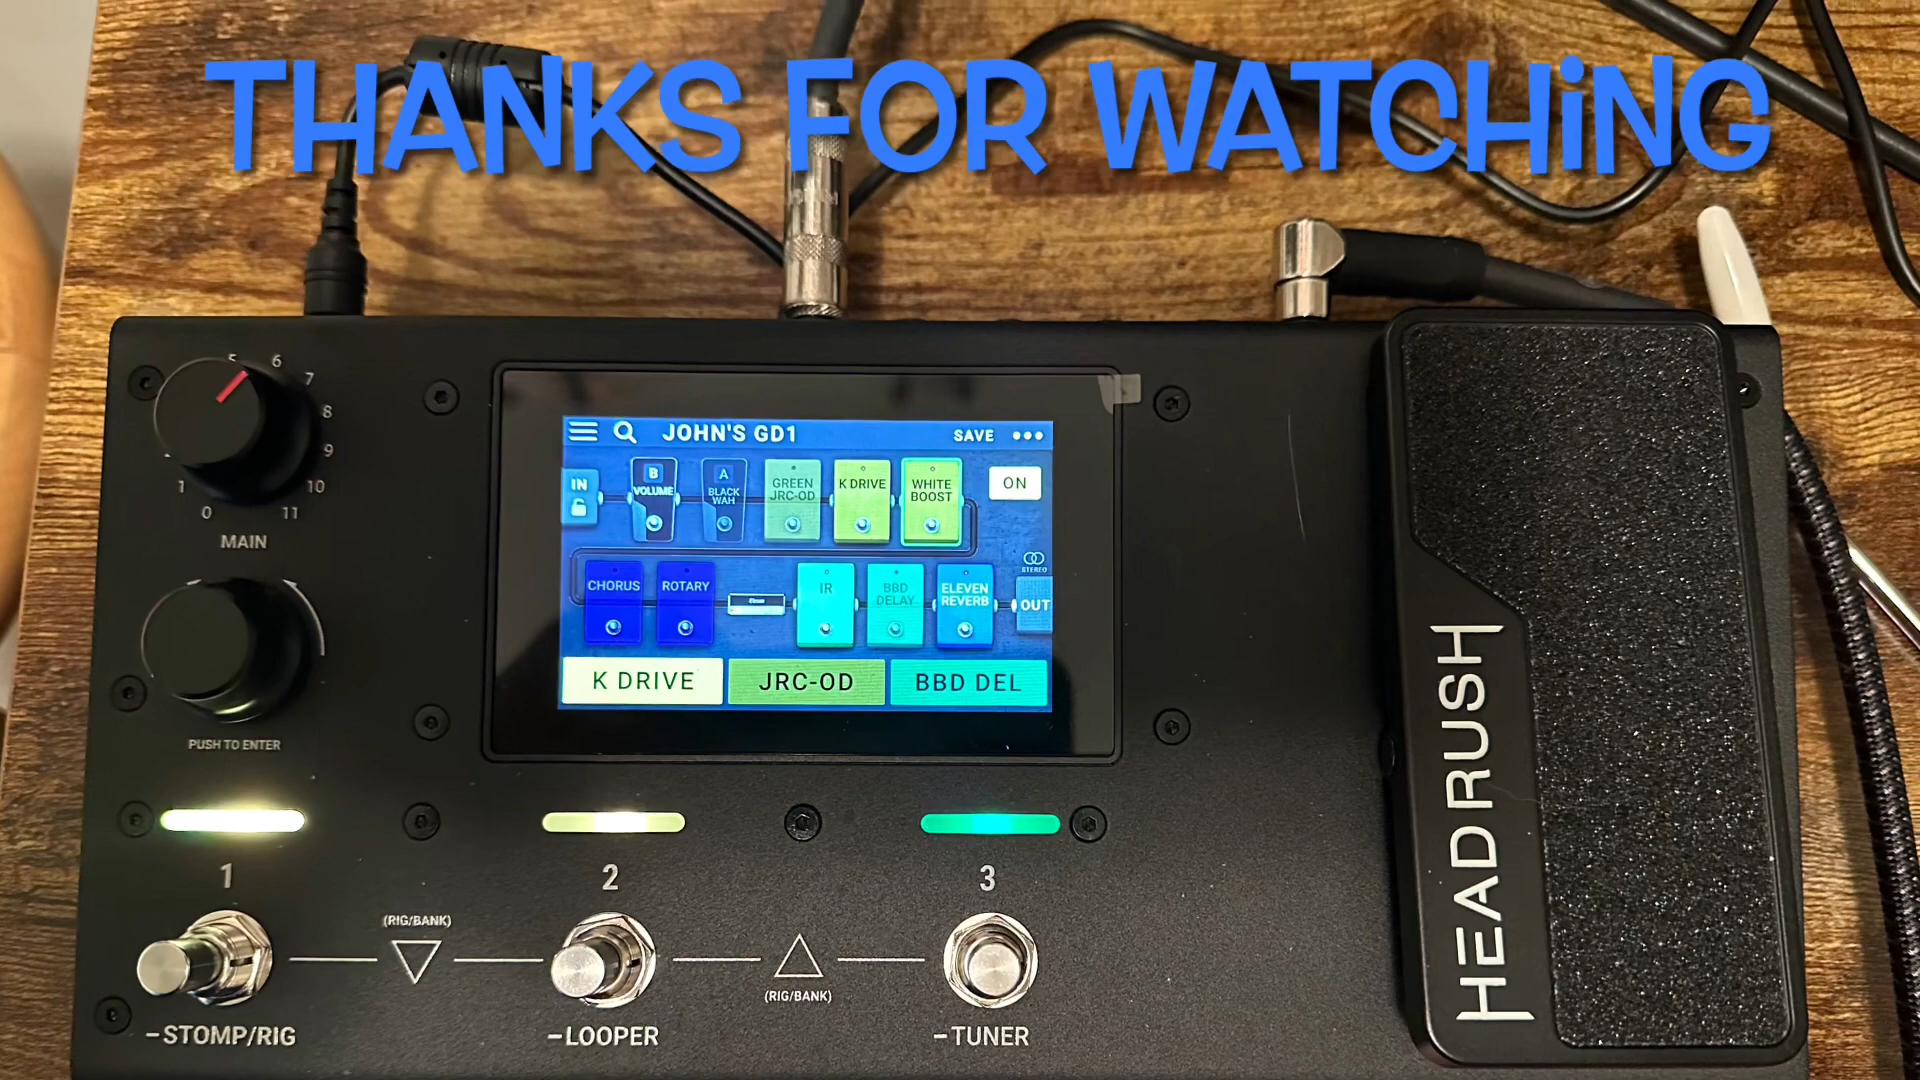 THANKS FOR WATCHiNG
5 6 7 8 9 10 11 0 1
MAIN
PUSH TO ENTER
JOHN'S GD1
SAVE
IN
B
VOLUME
A
BLACK
WAH
GREEN
JRC-OD
K DRIVE
WHITE
BOOST
ON
STEREO
CHORUS
ROTARY
IR
BBD
DELAY
ELEVEN
REVERB
OUT
K DRIVE
JRC-OD
BBD DEL
1
2
3
(RIG/BANK)
(RIG/BANK)
–STOMP/RIG
–LOOPER
–TUNER
HEADRUSH